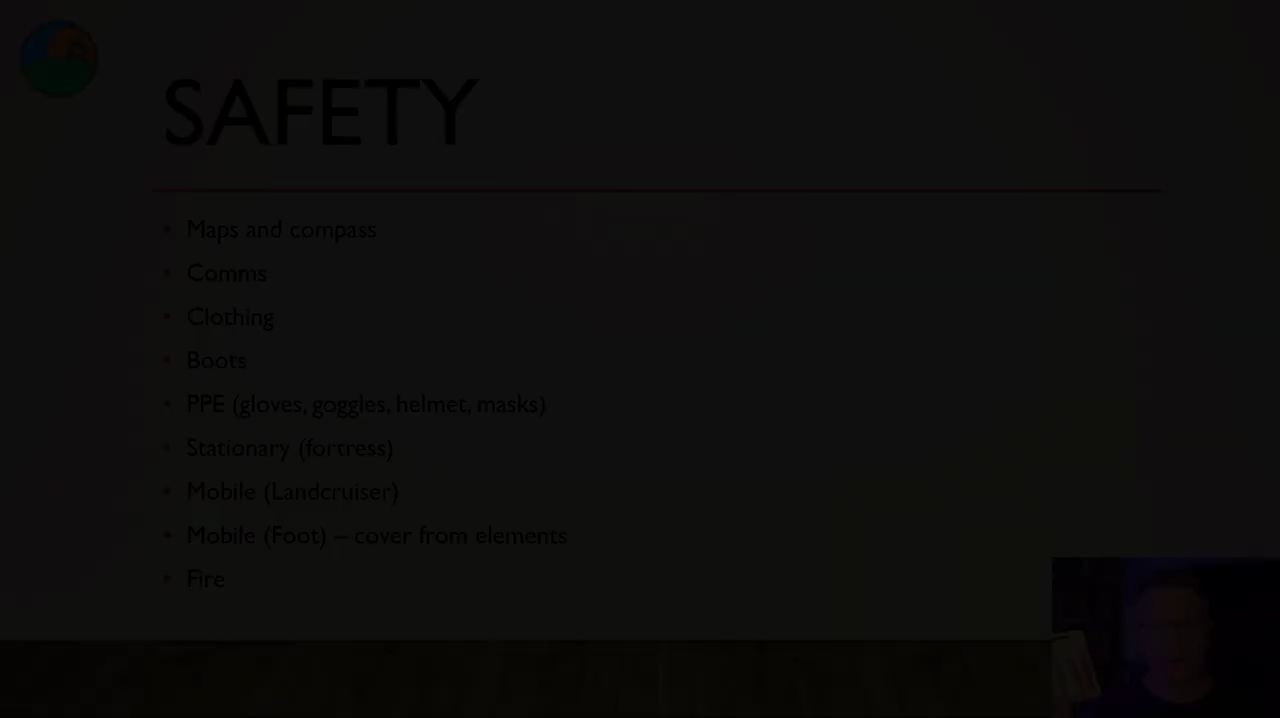 SAFETY
Maps and compass
Comms
Clothing
Boots
PPE (gloves, goggles, helmet, masks)
Stationary (fortress)
Mobile (Landcruiser)
Mobile (Foot) – cover from elements
Fire